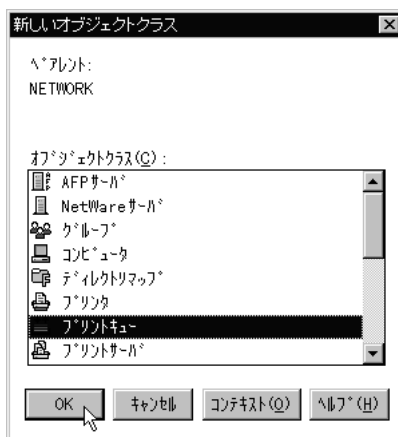 新しいオブジェクトクラス
ﾍﾟｱﾚﾝﾄ:
NETWORK
ｵﾌﾞｼﾞｪｸﾄｸﾗｽ(C) :
AFPｻｰﾊﾞ
NetWareｻｰﾊﾞ
ｸﾞﾙｰﾌﾟ
ｺﾝﾋﾟｭｰﾀ
ﾃﾞｨﾚｸﾄﾘﾏｯﾌﾟ
ﾌﾟﾘﾝﾀ
ﾌﾟﾘﾝﾄｷｭｰ
ﾌﾟﾘﾝﾄｻｰﾊﾞ
OK ｷｬﾝｾﾙ ｺﾝﾃｷｽﾄ(O) ﾍﾙﾌﾟ(H)